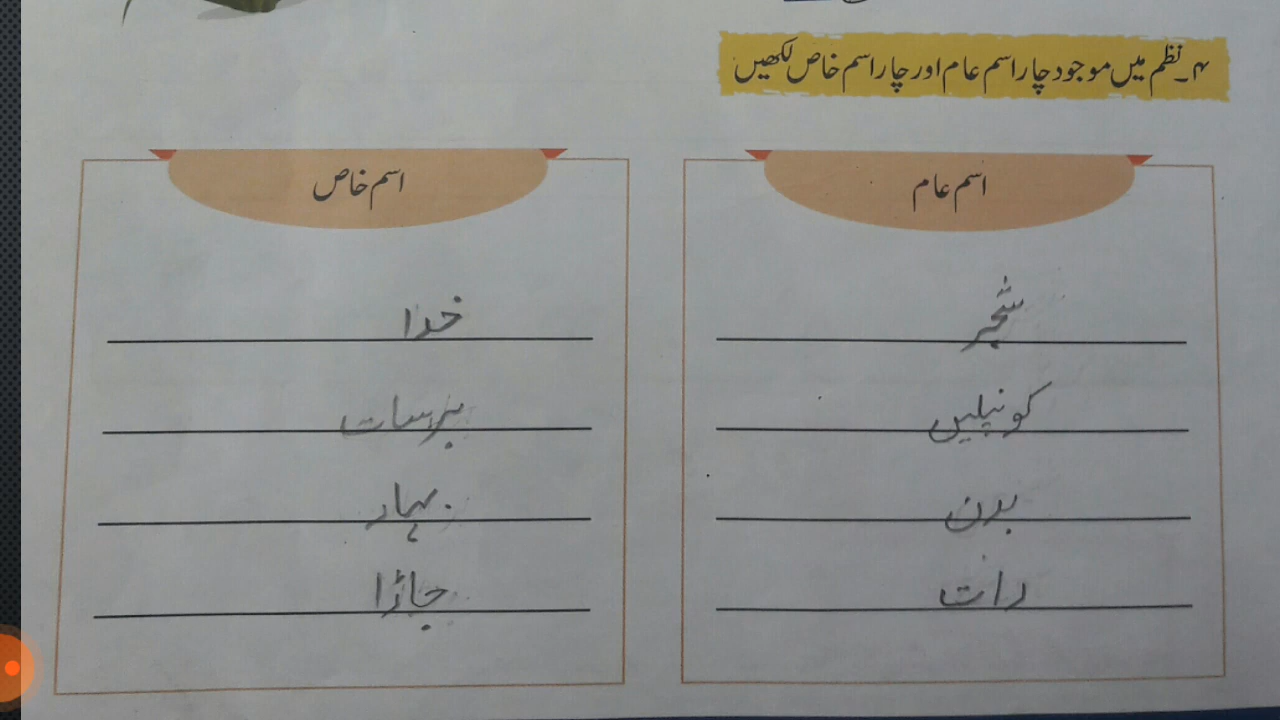 ۴۔ نظم میں موجود چار اسم عام اور چار اسم خاص لکھیں
اسم عام
شجر
کونپلیں
بدن
رات
اسم خاص
خدا
برسات
بہار
جاڑا